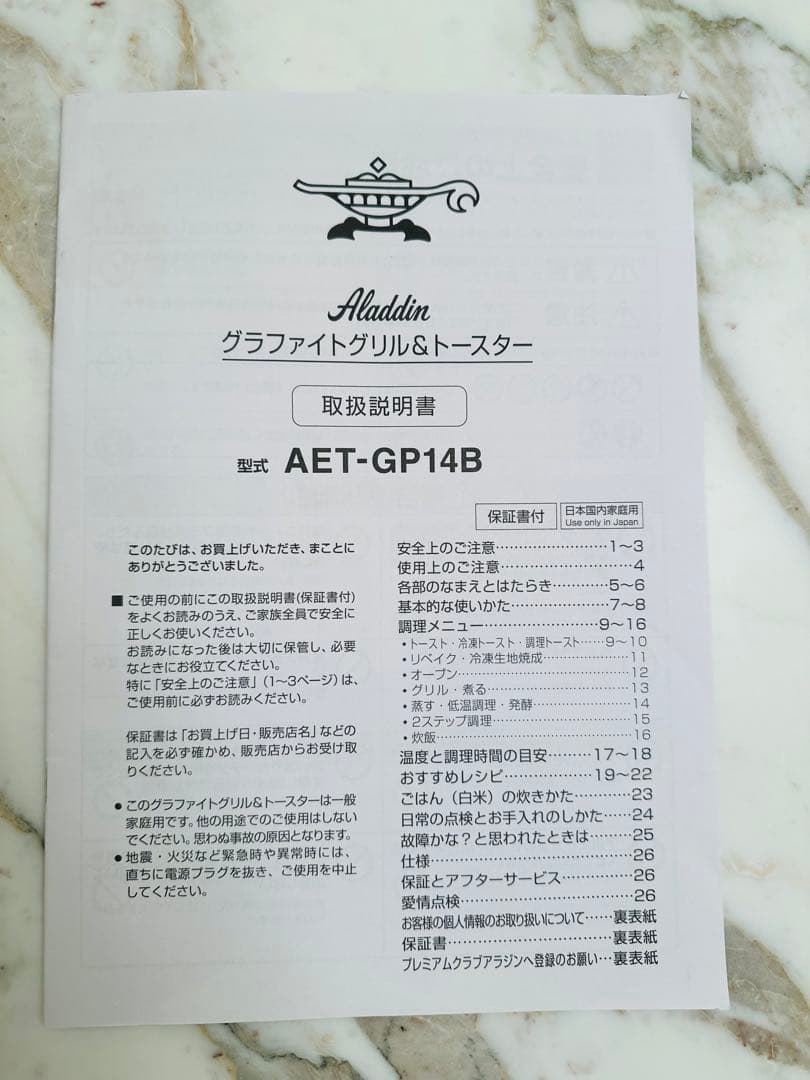 Aladdin
グラファイトグリル&トースター
取扱説明書
型式 AET-GP14B
保証書付
日本国内家庭用
Use only in Japan
このたびは、お買上げいただき、まことに
ありがとうございました。
■ ご使用の前にこの取扱説明書(保証書付)
をよくお読みのうえ、ご家族全員で安全に
正しくお使いください。
お読みになった後は大切に保管し、必要
なときにお役立てください。
特に「安全上のご注意」(1〜3ページ)は、
ご使用前に必ずお読みください。
保証書は「お買上げ日・販売店名」などの
記入を必ず確かめ、販売店からお受け取
りください。
● このグラファイトグリル&トースターは一般
家庭用です。他の用途でのご使用はしない
でください。思わぬ事故の原因となります。
● 地震・火災など緊急時や異常時には、
直ちに電源プラグを抜き、ご使用を中止
してください。
安全上のご注意……………………1〜3
使用上のご注意……………………4
各部のなまえとはたらき…………5〜6
基本的な使いかた…………………7〜8
調理メニュー………………………9〜16
・トースト・冷凍トースト・調理トースト……9〜10
・リベイク・冷凍生地焼成…………………11
・オーブン……………………………………12
・グリル・煮る………………………………13
・蒸す・低温調理・発酵……………………14
・2ステップ調理……………………………15
・炊飯…………………………………………16
温度と調理時間の目安………17〜18
おすすめレシピ………………19〜22
ごはん(白米)の炊きかた…………23
日常の点検とお手入れのしかた……24
故障かな?と思われたときは………25
仕様……………………………………26
保証とアフターサービス……………26
愛情点検………………………………26
お客様の個人情報のお取り扱いについて……裏表紙
保証書…………………………裏表紙
プレミアムクラブアラジンへ登録のお願い…裏表紙